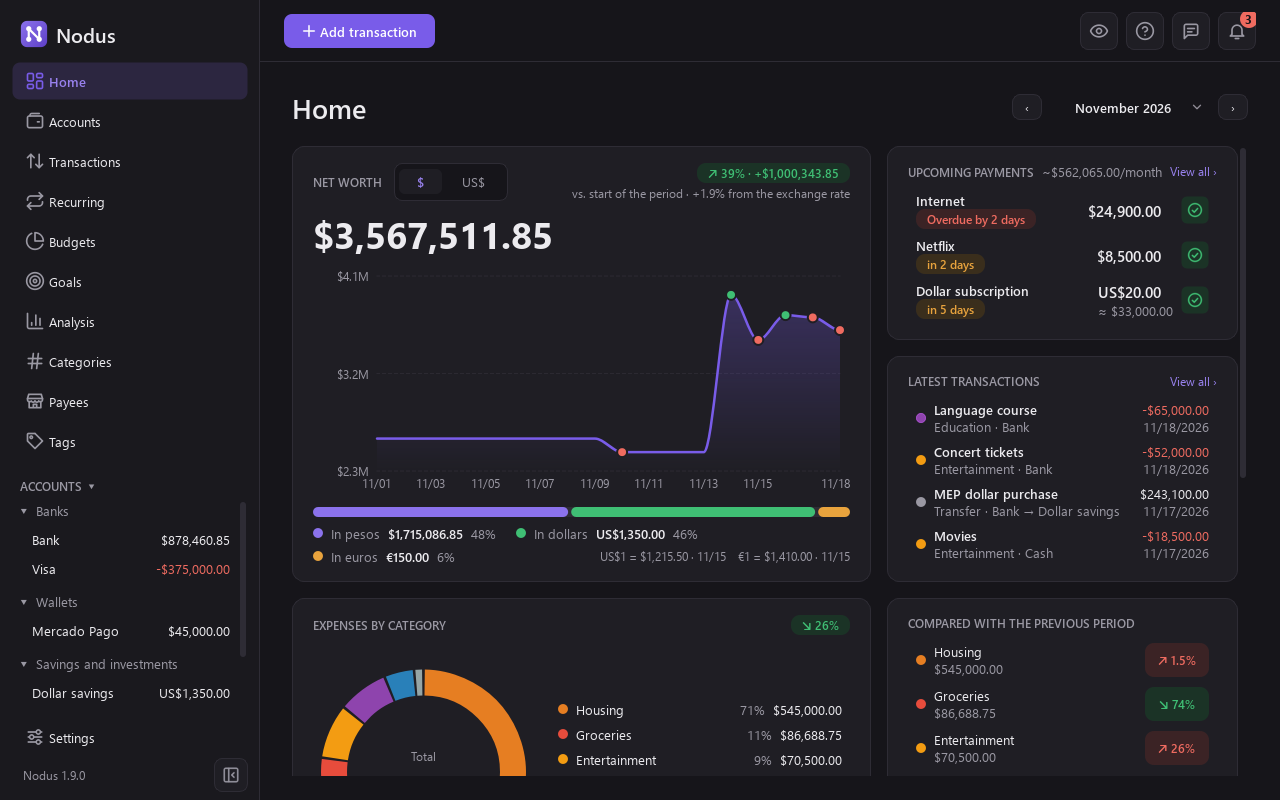 Nodus
Home
Accounts
Transactions
Recurring
Budgets
Goals
Analysis
Categories
Payees
Tags
ACCOUNTS
Banks
Bank $878,460.85
Visa -$375,000.00
Wallets
Mercado Pago $45,000.00
Savings and investments
Dollar savings US$1,350.00
Settings
Nodus 1.9.0
Add transaction
3
Home
November 2026
NET WORTH $ US$
39% · +$1,000,343.85
vs. start of the period · +1.9% from the exchange rate
$3,567,511.85
$4.1M
$3.2M
$2.3M
11/01 11/03 11/05 11/07 11/09 11/11 11/13 11/15 11/18
In pesos $1,715,086.85 48% In dollars US$1,350.00 46%
In euros €150.00 6% US$1 = $1,215.50 · 11/15 €1 = $1,410.00 · 11/15
UPCOMING PAYMENTS ~$562,065.00/month View all ›
Internet
Overdue by 2 days
$24,900.00
Netflix
in 2 days
$8,500.00
Dollar subscription
in 5 days
US$20.00
≈ $33,000.00
LATEST TRANSACTIONS View all ›
Language course -$65,000.00
Education · Bank 11/18/2026
Concert tickets -$52,000.00
Entertainment · Bank 11/18/2026
MEP dollar purchase $243,100.00
Transfer · Bank → Dollar savings 11/17/2026
Movies -$18,500.00
Entertainment · Cash 11/17/2026
EXPENSES BY CATEGORY 26%
Total
Housing 71% $545,000.00
Groceries 11% $86,688.75
Entertainment 9% $70,500.00
COMPARED WITH THE PREVIOUS PERIOD
Housing
$545,000.00
1.5%
Groceries
$86,688.75
74%
Entertainment
$70,500.00
26%